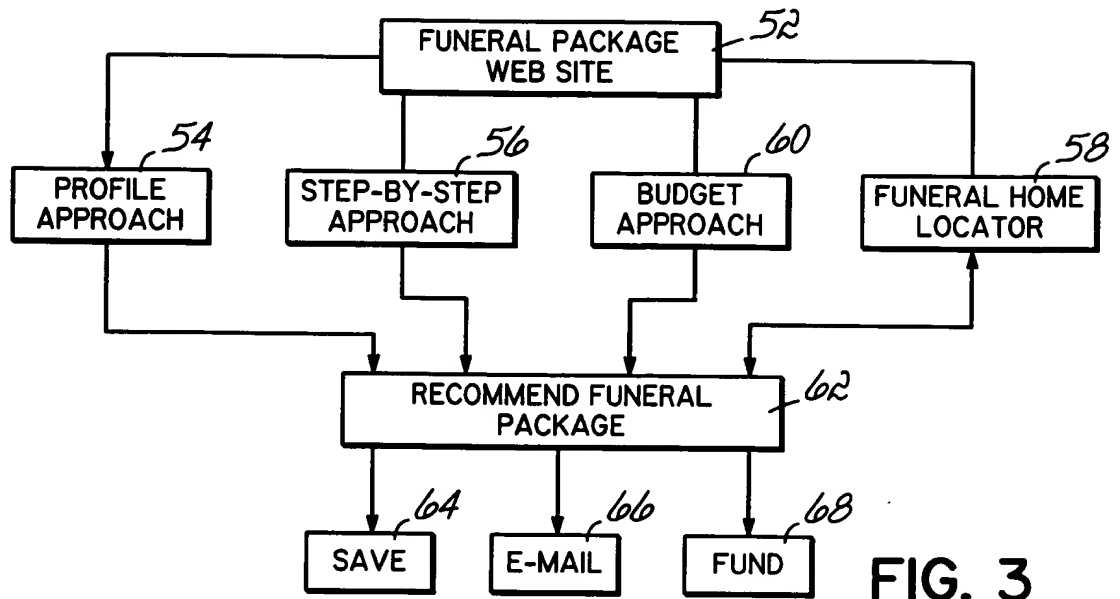 52
FUNERAL PACKAGE
WEB SITE
54
56
60
58
PROFILE
APPROACH
STEP-BY-STEP
APPROACH
BUDGET
APPROACH
FUNERAL HOME
LOCATOR
RECOMMEND FUNERAL
PACKAGE
62
64
66
68
SAVE
E-MAIL
FUND
FIG. 3